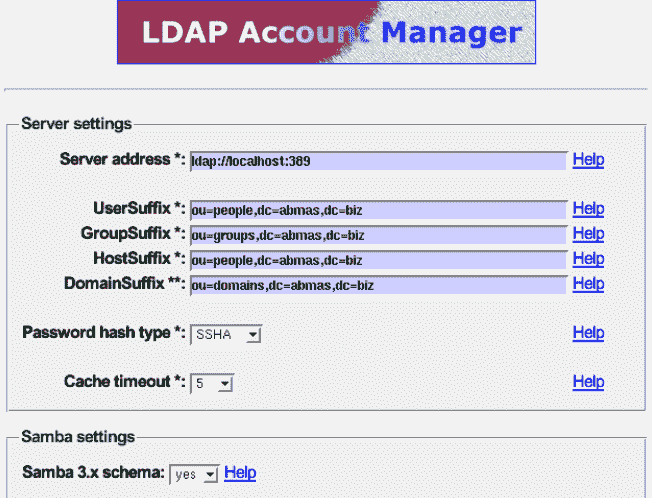 LDAP Account Manager
Server settings
Server address *: ldap://localhost:389 Help
UserSuffix *: ou=people,dc=abmas,dc=biz Help
GroupSuffix *: ou=groups,dc=abmas,dc=biz Help
HostSuffix *: ou=people,dc=abmas,dc=biz Help
DomainSuffix **: ou=domains,dc=abmas,dc=biz Help
Password hash type *: SSHA Help
Cache timeout *: 5 Help
Samba settings
Samba 3.x schema: yes Help